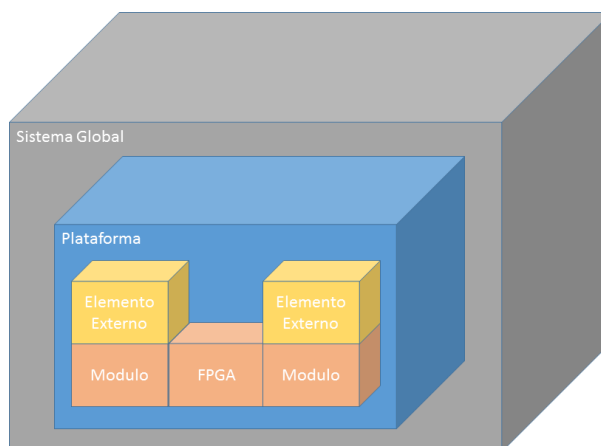 Sistema Global
Plataforma
Elemento
Externo
Elemento
Externo
Modulo
FPGA
Modulo